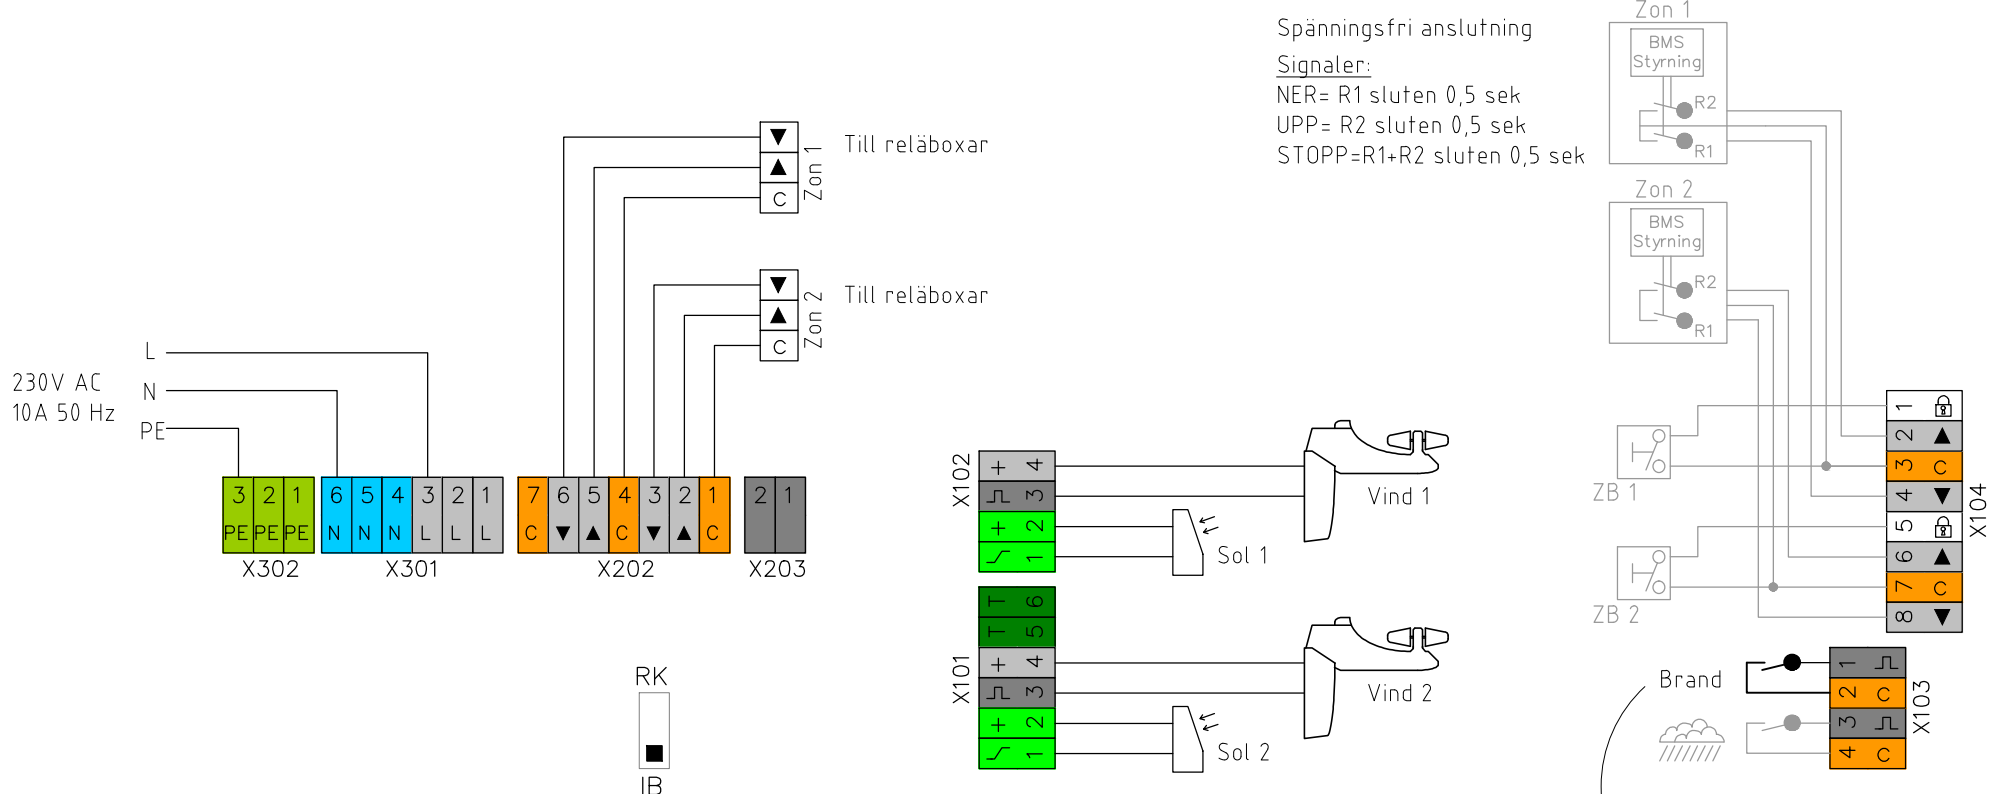 Spänningsfri anslutning
Signaler:
NER= R1 sluten 0,5 sek
UPP= R2 sluten 0,5 sek
STOPP=R1+R2 sluten 0,5 sek
Zon 1
BMS
Styrning
R2
R1
Zon 2
BMS
Styrning
R2
R1
Zon 1
C
Till reläboxar
Zon 2
C
Till reläboxar
230V AC
10A 50 Hz
L
N
PE
3 2 1
PE PE PE
X302
6 5 4 3 2 1
N N N L L L
X301
7 6 5 4 3 2 1
C C C
X202
2 1
X203
RK
IB
X102
+ 4
3
+ 2
1
Vind 1
Sol 1
X101
T 6
T 5
+ 4
3
+ 2
1
Vind 2
Sol 2
ZB 1
ZB 2
1
2
3 C
4
5
6
7 C
8
X104
Brand
1
2 C
3
4 C
X103